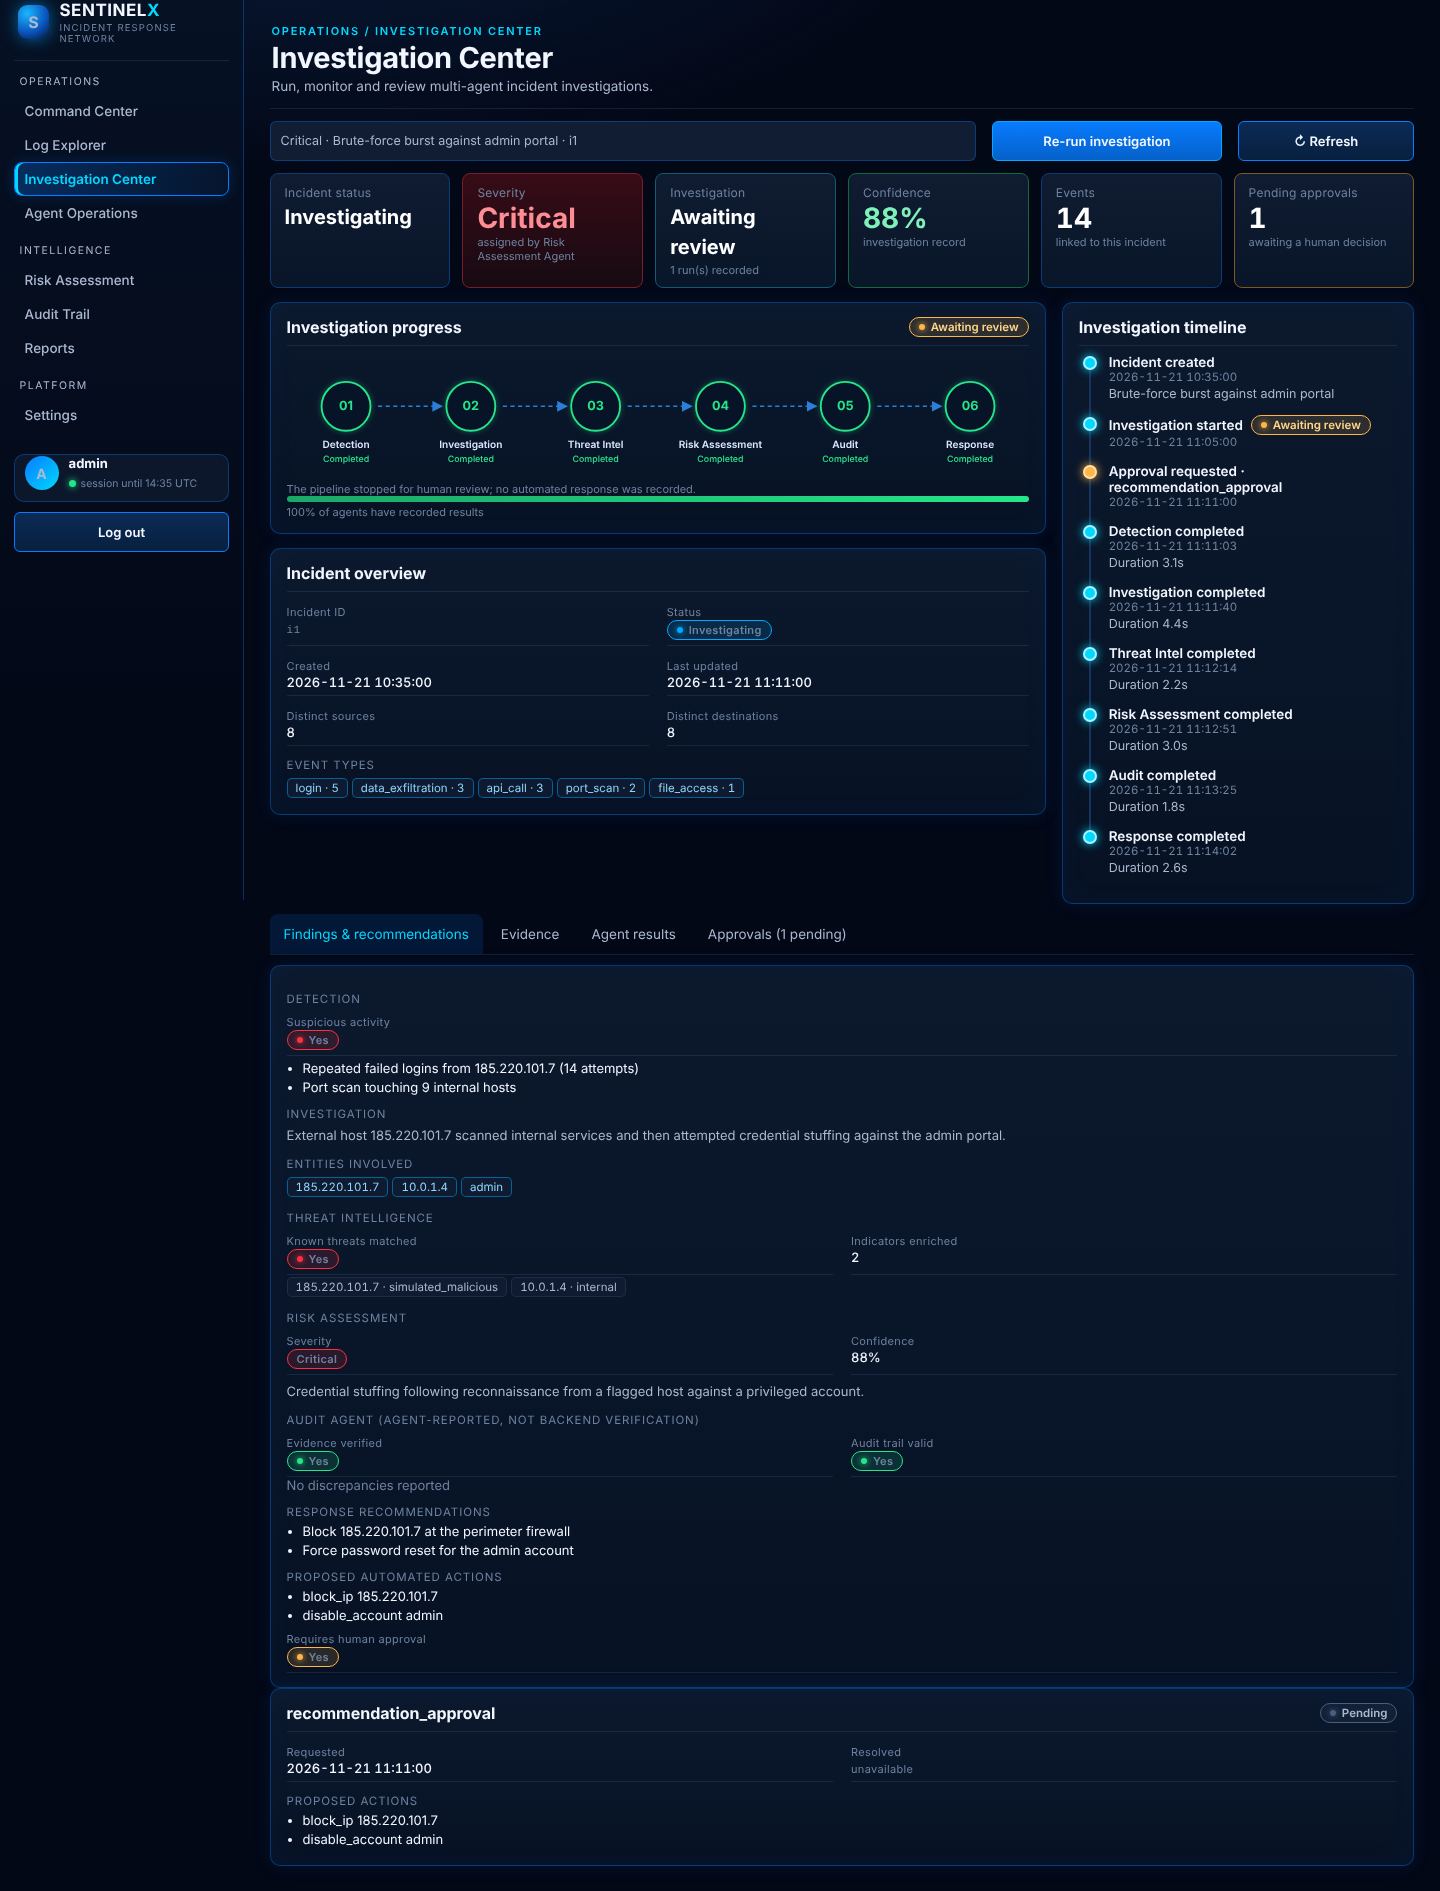 S
SENTINELX
INCIDENT RESPONSE
NETWORK
OPERATIONS
Command Center
Log Explorer
Investigation Center
Agent Operations
INTELLIGENCE
Risk Assessment
Audit Trail
Reports
PLATFORM
Settings
A
admin
session until 14:35 UTC
Log out
OPERATIONS / INVESTIGATION CENTER
Investigation Center
Run, monitor and review multi-agent incident investigations.
Critical · Brute-force burst against admin portal · i1
Re-run investigation
↻ Refresh
Incident status
Investigating
Severity
Critical
assigned by Risk
Assessment Agent
Investigation
Awaiting
review
1 run(s) recorded
Confidence
88%
investigation record
Events
14
linked to this incident
Pending approvals
1
awaiting a human decision
Investigation progress
Awaiting review
01
Detection
Completed
02
Investigation
Completed
03
Threat Intel
Completed
04
Risk Assessment
Completed
05
Audit
Completed
06
Response
Completed
The pipeline stopped for human review; no automated response was recorded.
100% of agents have recorded results
Incident overview
Incident ID
i1
Status
Investigating
Created
2026-11-21 10:35:00
Last updated
2026-11-21 11:11:00
Distinct sources
8
Distinct destinations
8
EVENT TYPES
login · 5
data_exfiltration · 3
api_call · 3
port_scan · 2
file_access · 1
Investigation timeline
Incident created
2026-11-21 10:35:00
Brute-force burst against admin portal
Investigation started
Awaiting review
2026-11-21 11:05:00
Approval requested ·
recommendation_approval
2026-11-21 11:11:00
Detection completed
2026-11-21 11:11:03
Duration 3.1s
Investigation completed
2026-11-21 11:11:40
Duration 4.4s
Threat Intel completed
2026-11-21 11:12:14
Duration 2.2s
Risk Assessment completed
2026-11-21 11:12:51
Duration 3.0s
Audit completed
2026-11-21 11:13:25
Duration 1.8s
Response completed
2026-11-21 11:14:02
Duration 2.6s
Findings & recommendations
Evidence
Agent results
Approvals (1 pending)
DETECTION
Suspicious activity
Yes
• Repeated failed logins from 185.220.101.7 (14 attempts)
• Port scan touching 9 internal hosts
INVESTIGATION
External host 185.220.101.7 scanned internal services and then attempted credential stuffing against the admin portal.
ENTITIES INVOLVED
185.220.101.7
10.0.1.4
admin
THREAT INTELLIGENCE
Known threats matched
Yes
Indicators enriched
2
185.220.101.7 · simulated_malicious
10.0.1.4 · internal
RISK ASSESSMENT
Severity
Critical
Confidence
88%
Credential stuffing following reconnaissance from a flagged host against a privileged account.
AUDIT AGENT (AGENT-REPORTED, NOT BACKEND VERIFICATION)
Evidence verified
Yes
Audit trail valid
Yes
No discrepancies reported
RESPONSE RECOMMENDATIONS
• Block 185.220.101.7 at the perimeter firewall
• Force password reset for the admin account
PROPOSED AUTOMATED ACTIONS
• block_ip 185.220.101.7
• disable_account admin
Requires human approval
Yes
recommendation_approval
Pending
Requested
2026-11-21 11:11:00
Resolved
unavailable
PROPOSED ACTIONS
• block_ip 185.220.101.7
• disable_account admin